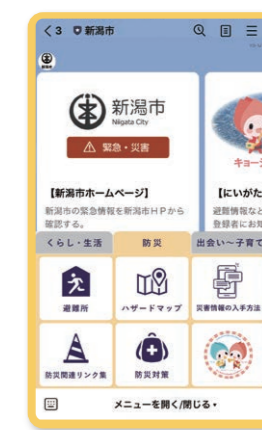 < 3 新潟市
新潟市
Niigata City
緊急・災害
キョー
【新潟市ホームページ】
新潟市の緊急情報を新潟市HPから
確認する。
【にいがた
避難情報など
登録者にお知
くらし・生活
防災
出会い~子育て
避難所
ハザードマップ
災害情報の入手方法
防災関連リンク集
防災対策
メニューを開く/閉じる